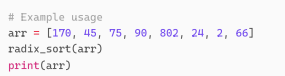 # Example usage
arr = [170, 45, 75, 90, 802, 24, 2, 66]
radix_sort(arr)
print(arr)